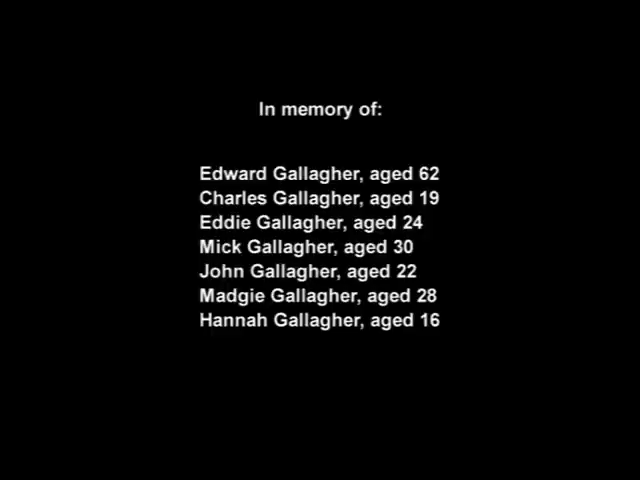 In memory of:
Edward Gallagher, aged 62
Charles Gallagher, aged 19
Eddie Gallagher, aged 24
Mick Gallagher, aged 30
John Gallagher, aged 22
Madgie Gallagher, aged 28
Hannah Gallagher, aged 16